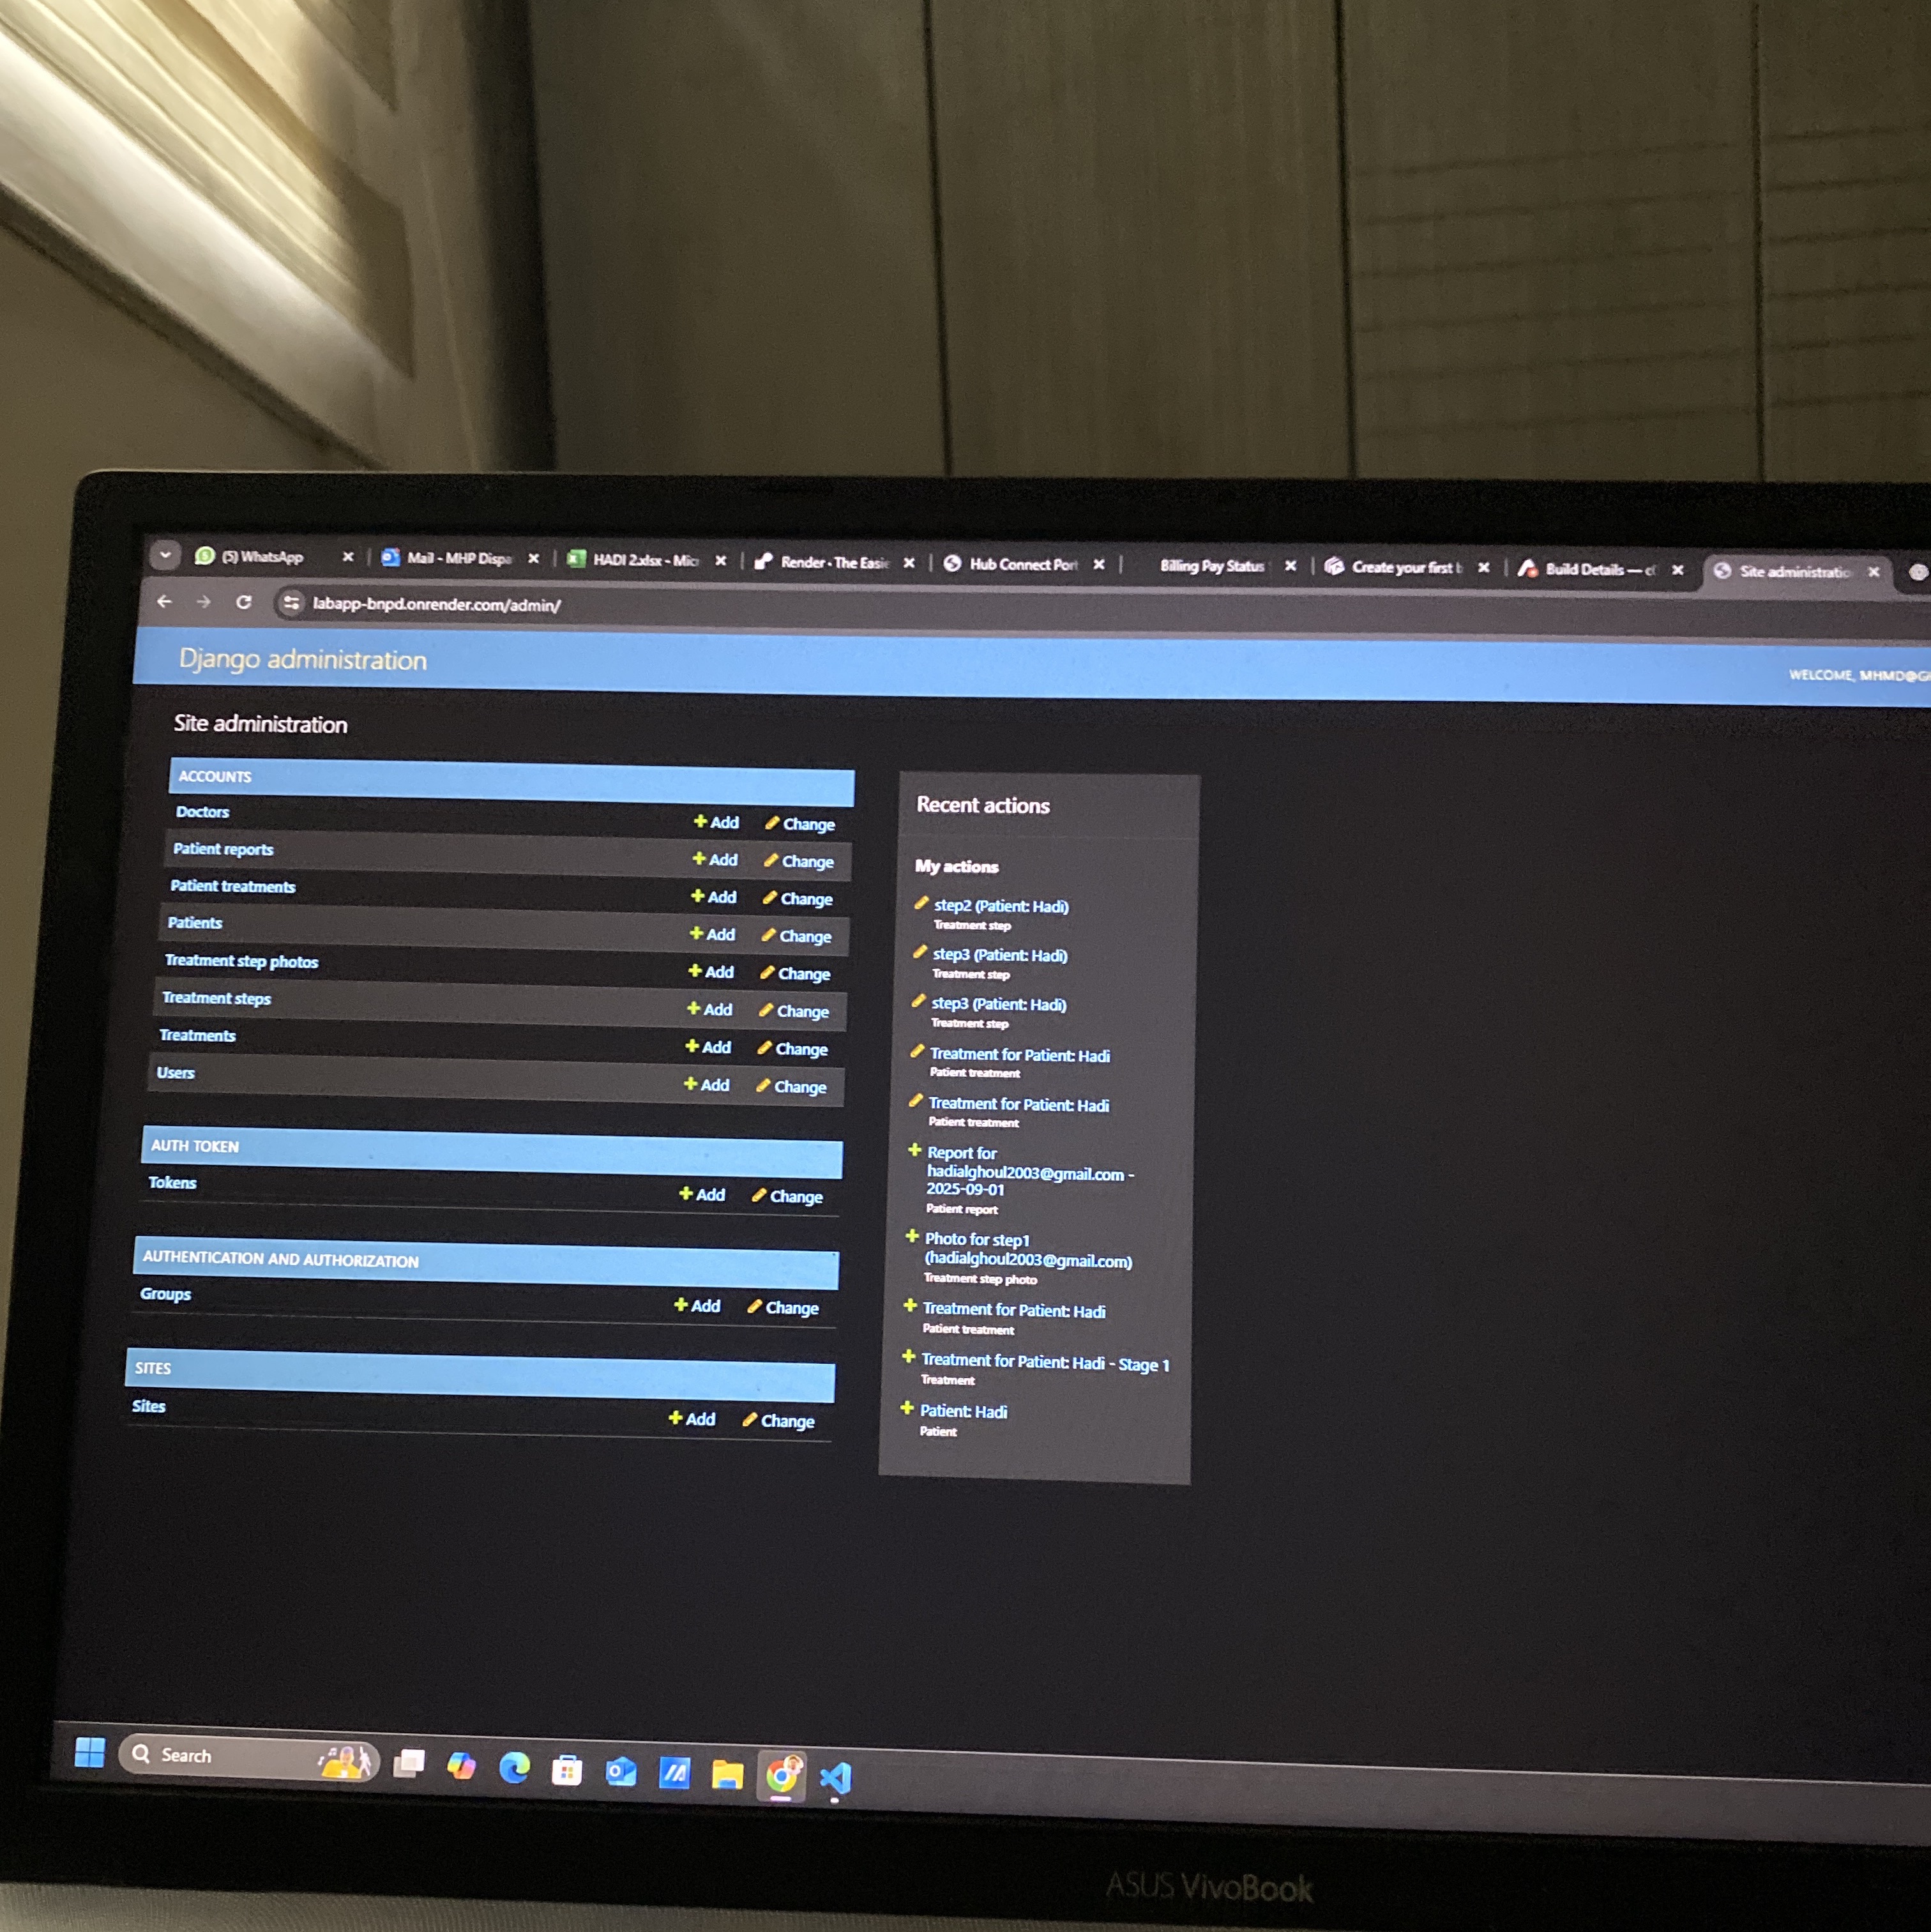 (5) WhatsApp
Mail - MHP Dispa
HADI 2.xlsx - Micr
Render - The Easie
Hub Connect Port
Billing Pay Status
Create your first b
Build Details — c
Site administratio
labapp-bnpd.onrender.com/admin/
Django administration
WELCOME, MHMD@G
Site administration
ACCOUNTS
Doctors
Add
Change
Patient reports
Add
Change
Patient treatments
Add
Change
Patients
Add
Change
Treatment step photos
Add
Change
Treatment steps
Add
Change
Treatments
Add
Change
Users
Add
Change
AUTH TOKEN
Tokens
Add
Change
AUTHENTICATION AND AUTHORIZATION
Groups
Add
Change
SITES
Sites
Add
Change
Recent actions
My actions
step2 (Patient: Hadi)
Treatment step
step3 (Patient: Hadi)
Treatment step
step3 (Patient: Hadi)
Treatment step
Treatment for Patient: Hadi
Patient treatment
Treatment for Patient: Hadi
Patient treatment
Report for
hadialghoul2003@gmail.com -
2025-09-01
Patient report
Photo for step1
(hadialghoul2003@gmail.com)
Treatment step photo
Treatment for Patient: Hadi
Patient treatment
Treatment for Patient: Hadi - Stage 1
Treatment
Patient: Hadi
Patient
Search
ASUS VivoBook